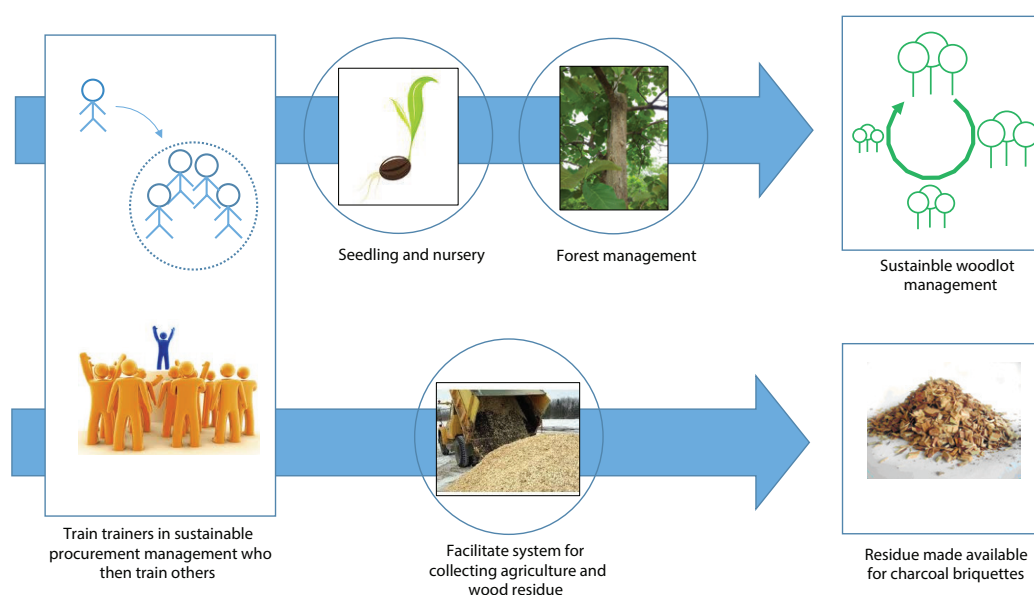 Seedling and nursery
Forest management
Sustainble woodlot
management
Train trainers in sustainable
procurement management who
then train others
Facilitate system for
collecting agriculture and
wood residue
Residue made available
for charcoal briquettes